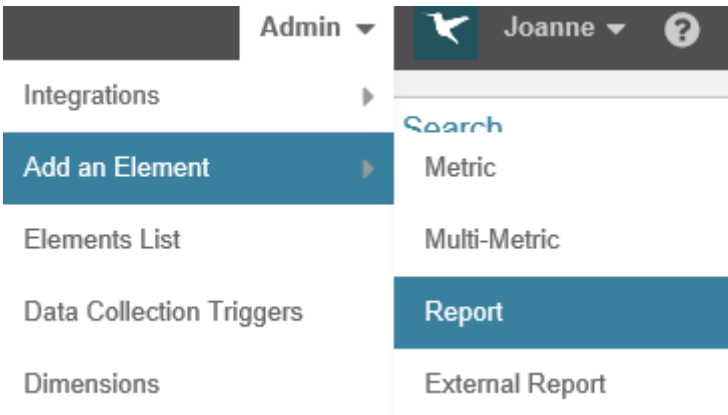 Admin Joanne ?
Integrations
Search
Add an Element Metric
Elements List Multi-Metric
Data Collection Triggers Report
Dimensions External Report